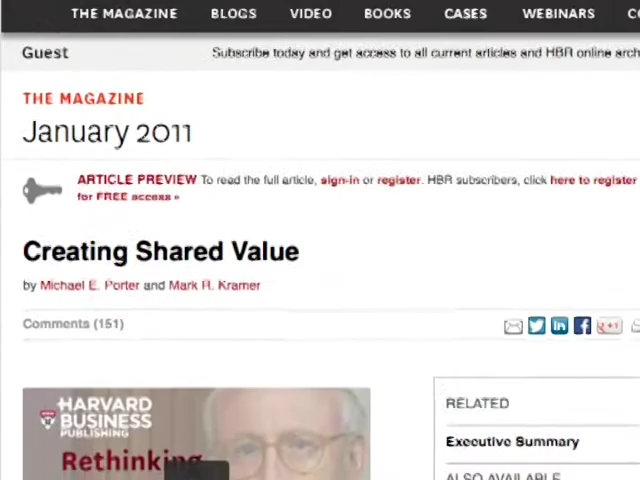 THE MAGAZINE BLOGS VIDEO BOOKS CASES WEBINARS
Guest Subscribe today and get access to all current articles and HBR online
THE MAGAZINE
January 2011
ARTICLE PREVIEW To read the full article, sign-in or register. HBR subscribers, click here to register
for FREE access »
Creating Shared Value
by Michael E. Porter and Mark R. Kramer
Comments (151)
g +1
HARVARD
BUSINESS
PUBLISHING
RELATED
Executive Summary
Rethinking
ALSO AVAILABLE